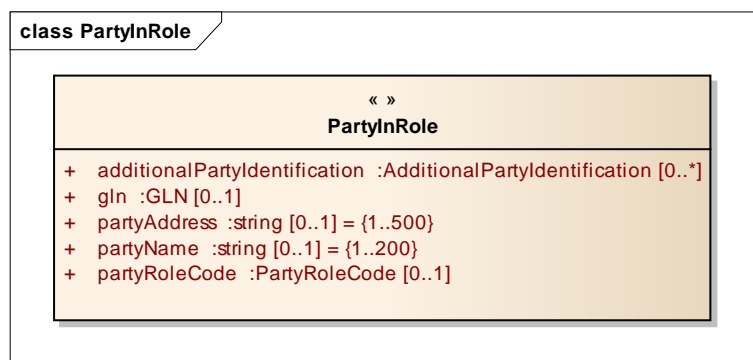 class PartyInRole
« »
PartyInRole
+ additionalPartyIdentification :AdditionalPartyIdentification [0..*]
+ gln :GLN [0..1]
+ partyAddress :string [0..1] = {1..500}
+ partyName :string [0..1] = {1..200}
+ partyRoleCode :PartyRoleCode [0..1]